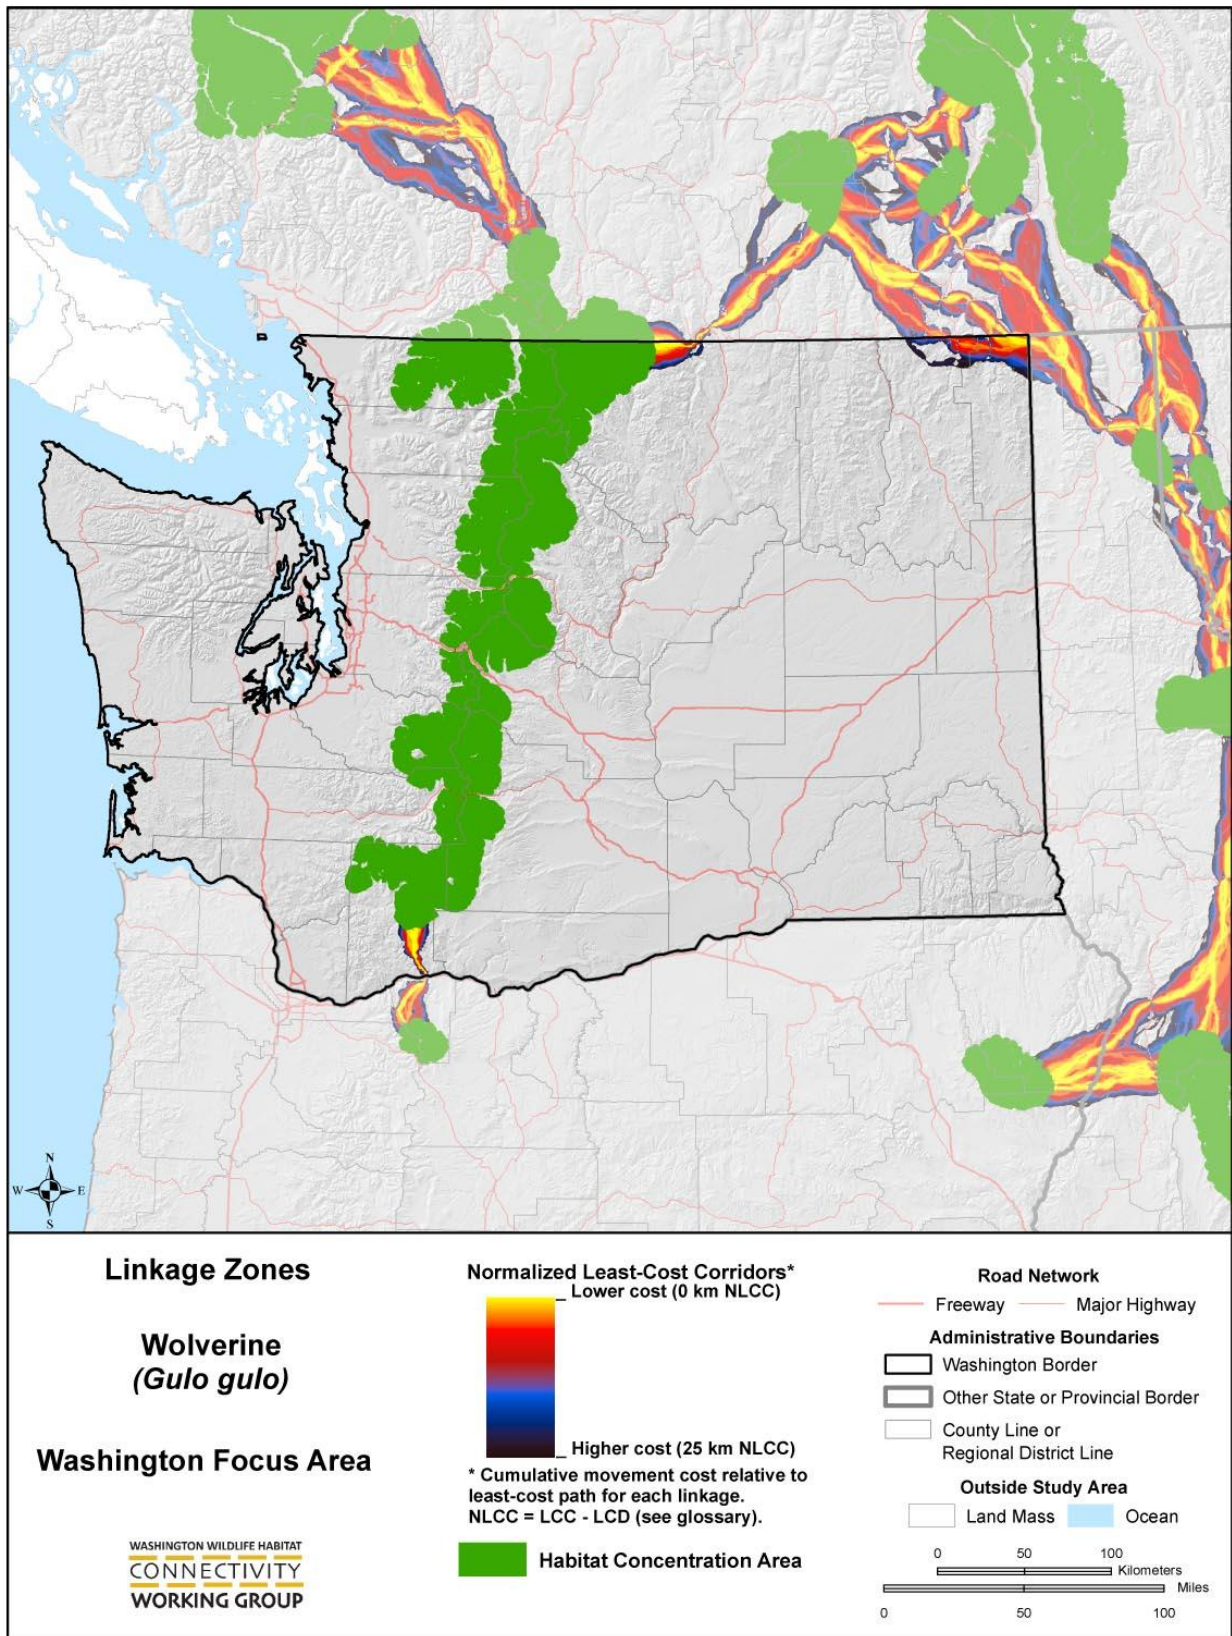 N
W E
S
Linkage Zones
Wolverine
(Gulo gulo)
Washington Focus Area
WASHINGTON WILDLIFE HABITAT
CONNECTIVITY
WORKING GROUP
Normalized Least-Cost Corridors*
_ Lower cost (0 km NLCC)
_ Higher cost (25 km NLCC)
* Cumulative movement cost relative to
least-cost path for each linkage.
NLCC = LCC - LCD (see glossary).
Habitat Concentration Area
Road Network
Freeway Major Highway
Administrative Boundaries
Washington Border
Other State or Provincial Border
County Line or
Regional District Line
Outside Study Area
Land Mass Ocean
0 50 100
Kilometers
Miles
0 50 100